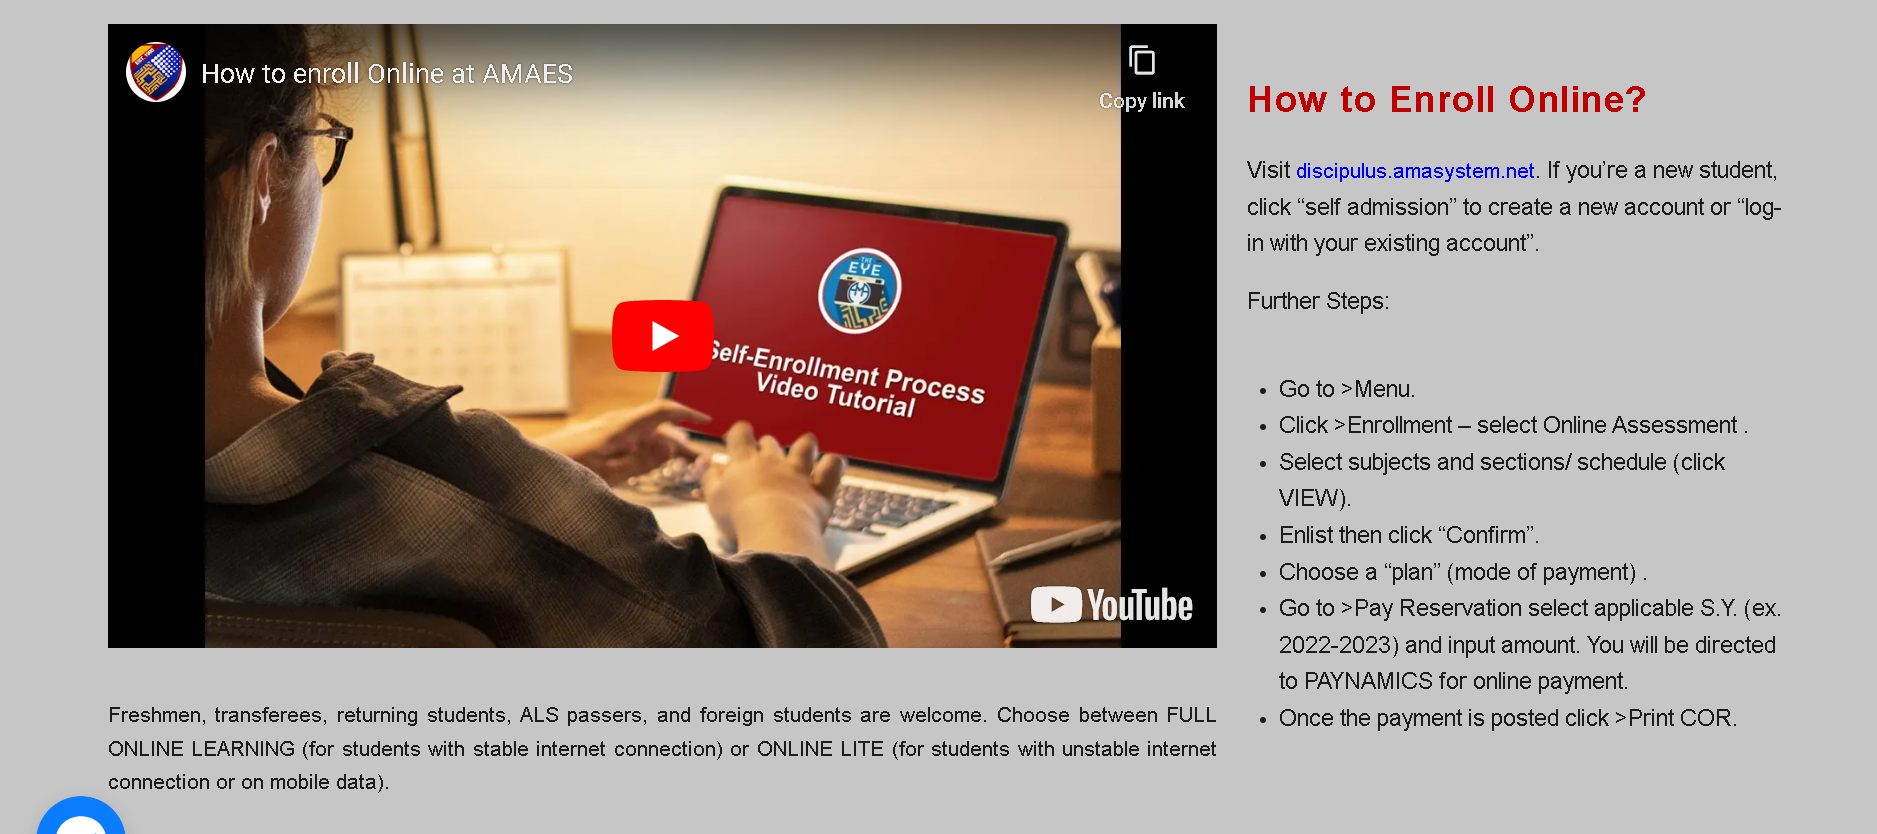 How to enroll Online at AMAES
Copy link
THE
EYE
AMA
Self-Enrollment Process
Video Tutorial
YouTube
Freshmen, transferees, returning students, ALS passers, and foreign students are welcome. Choose between FULL
ONLINE LEARNING (for students with stable internet connection) or ONLINE LITE (for students with unstable internet
connection or on mobile data).
How to Enroll Online?
Visit discipulus.amasystem.net. If you’re a new student,
click “self admission” to create a new account or “log-
in with your existing account”.
Further Steps:
• Go to >Menu.
• Click >Enrollment – select Online Assessment .
• Select subjects and sections/ schedule (click
VIEW).
• Enlist then click “Confirm”.
• Choose a “plan” (mode of payment) .
• Go to >Pay Reservation select applicable S.Y. (ex.
2022-2023) and input amount. You will be directed
to PAYNAMICS for online payment.
• Once the payment is posted click >Print COR.